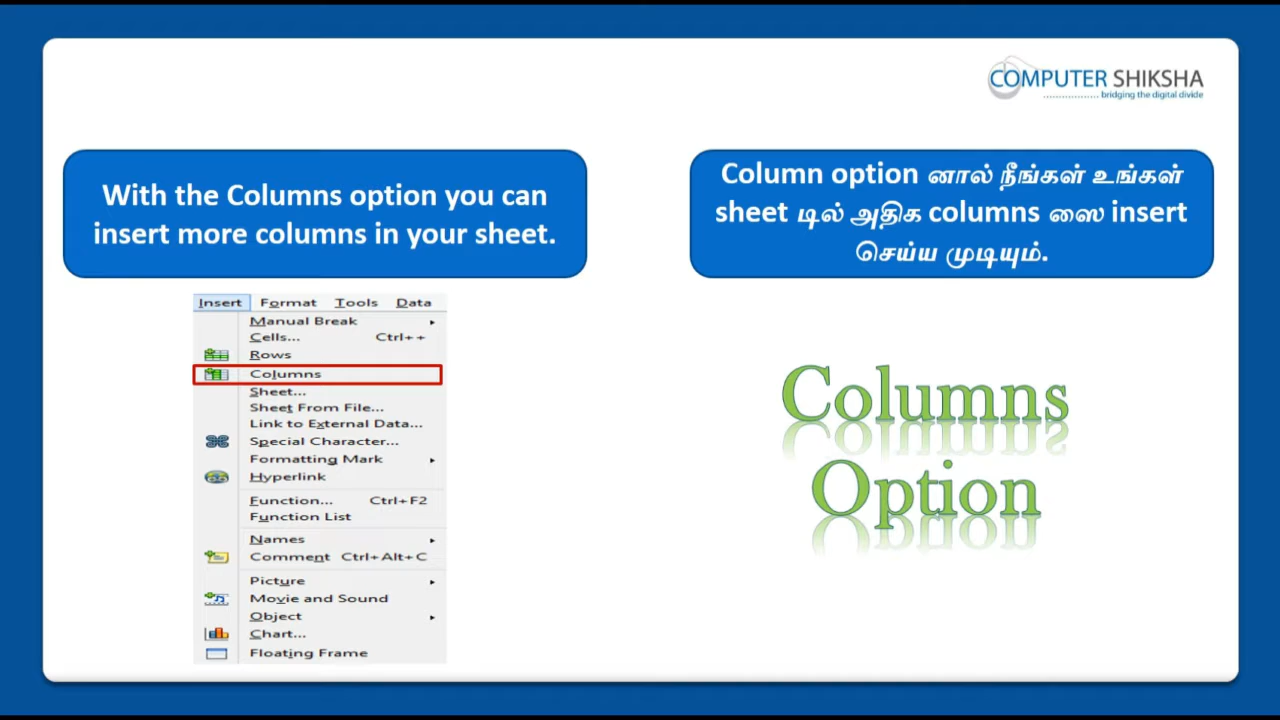 COMPUTER SHIKSHA
bridging the digital divide
With the Columns option you can
insert more columns in your sheet.
Column option னால் நீங்கள் உங்கள்
sheet டில் அதிக columns ஸை insert
செய்ய முடியும்.
Insert Format Tools Data
Manual Break
Cells... Ctrl++
Rows
Columns
Sheet...
Sheet From File...
Link to External Data...
Special Character...
Formatting Mark
Hyperlink
Function... Ctrl+F2
Function List
Names
Comment Ctrl+Alt+C
Picture
Movie and Sound
Object
Chart...
Floating Frame
Columns
Option